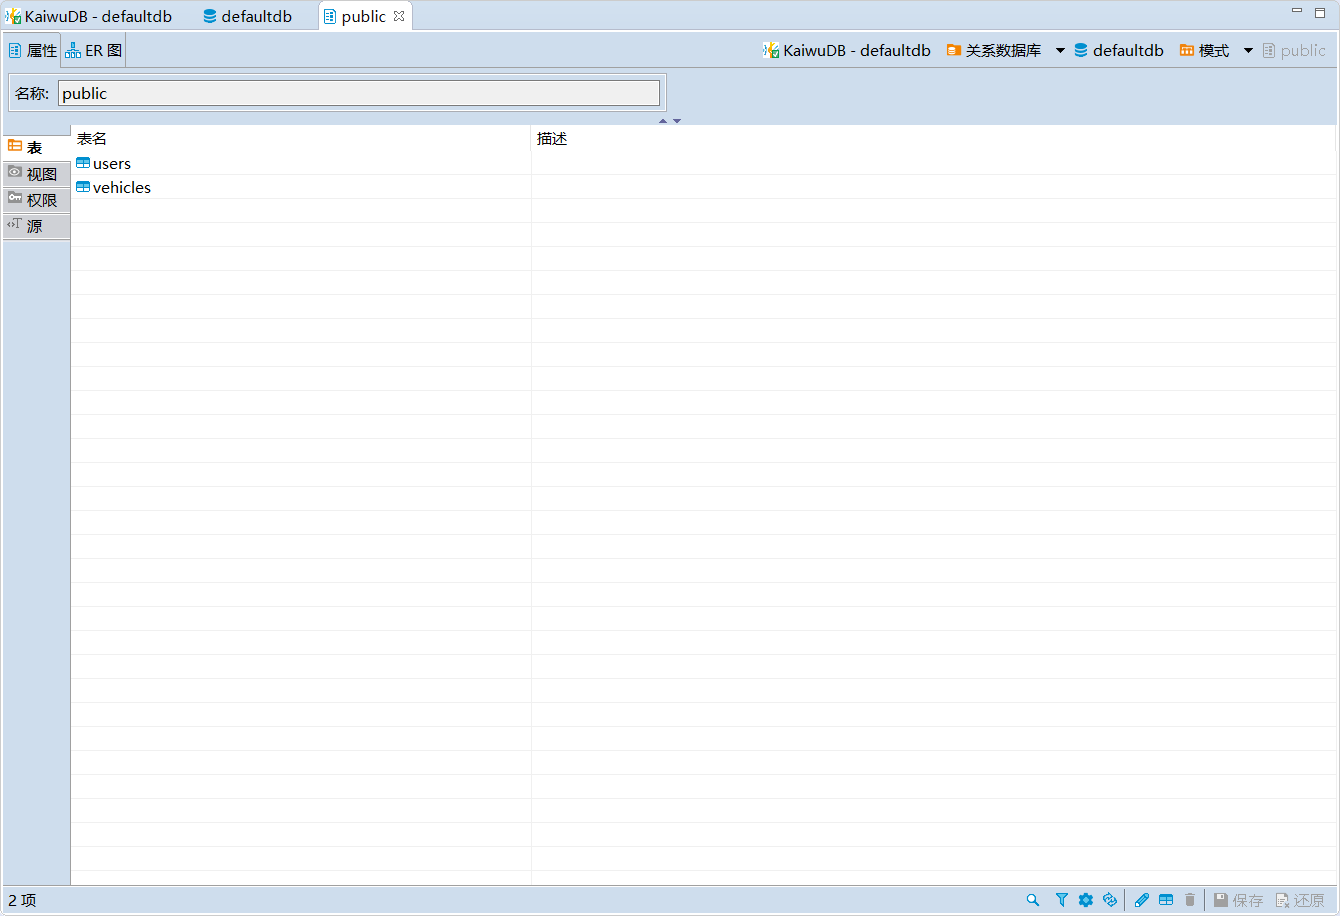 KaiwuDB - defaultdb defaultdb public
属性 ER 图 KaiwuDB - defaultdb 关系数据库 defaultdb 模式 public
名称: public
表 表名 描述
users
视图
vehicles
权限
源
2 项 保存 还原